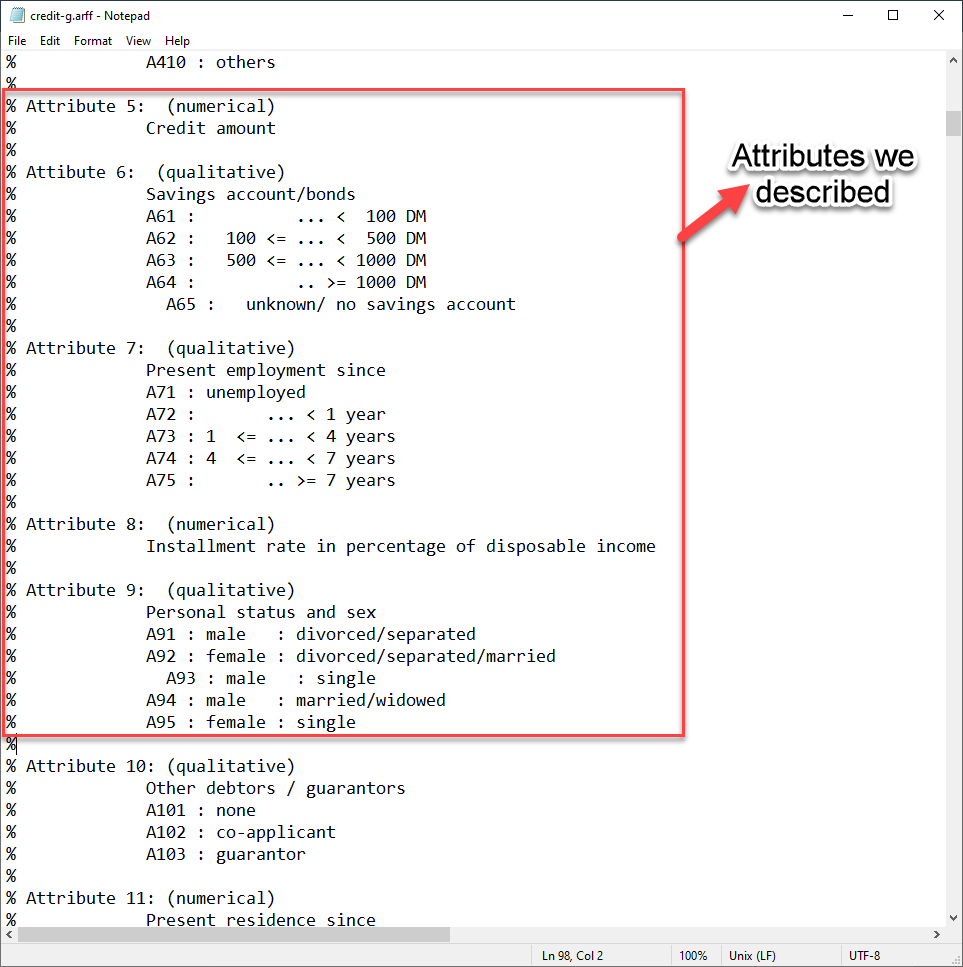 credit-g.arff - Notepad
File Edit Format View Help
% A410 : others
%
% Attribute 5: (numerical)
% Credit amount
%
% Attibute 6: (qualitative)
% Savings account/bonds
% A61 : ... < 100 DM
% A62 : 100 <= ... < 500 DM
% A63 : 500 <= ... < 1000 DM
% A64 : .. >= 1000 DM
% A65 : unknown/ no savings account
%
% Attribute 7: (qualitative)
% Present employment since
% A71 : unemployed
% A72 : ... < 1 year
% A73 : 1 <= ... < 4 years
% A74 : 4 <= ... < 7 years
% A75 : .. >= 7 years
%
% Attribute 8: (numerical)
% Installment rate in percentage of disposable income
%
% Attribute 9: (qualitative)
% Personal status and sex
% A91 : male : divorced/separated
% A92 : female : divorced/separated/married
% A93 : male : single
% A94 : male : married/widowed
% A95 : female : single
%
% Attribute 10: (qualitative)
% Other debtors / guarantors
% A101 : none
% A102 : co-applicant
% A103 : guarantor
%
% Attribute 11: (numerical)
% Present residence since
Attributes we
described
Ln 98, Col 2 100% Unix (LF) UTF-8